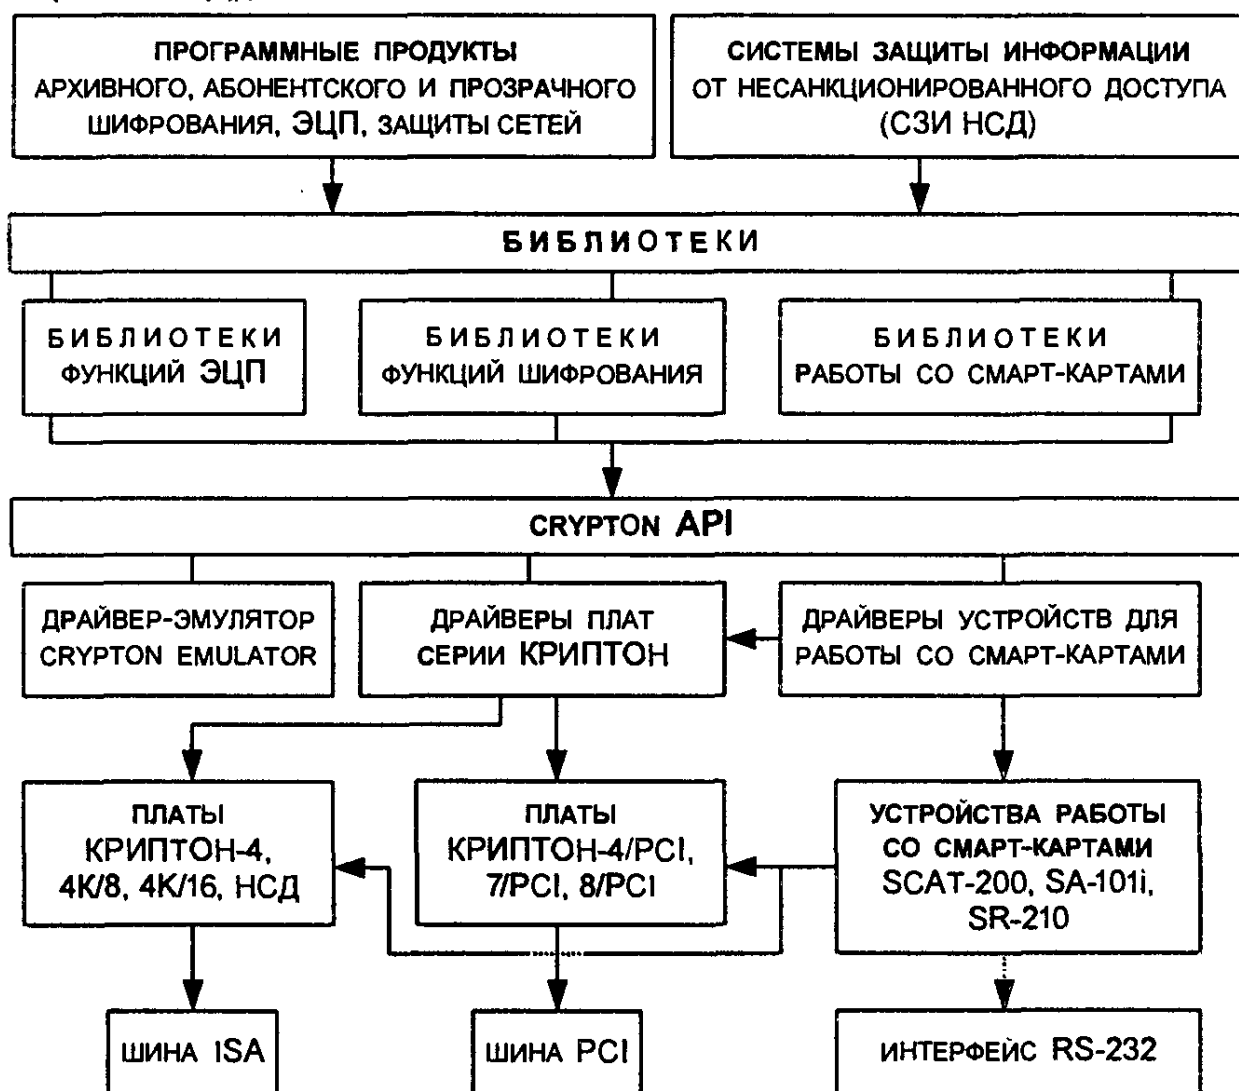 ПРОГРАММНЫЕ ПРОДУКТЫ
АРХИВНОГО, АБОНЕНТСКОГО И ПРОЗРАЧНОГО
ШИФРОВАНИЯ, ЭЦП, ЗАЩИТЫ СЕТЕЙ
СИСТЕМЫ ЗАЩИТЫ ИНФОРМАЦИИ
ОТ НЕСАНКЦИОНИРОВАННОГО ДОСТУПА
(СЗИ НСД)
БИБЛИОТЕКИ
БИБЛИОТЕКИ
ФУНКЦИЙ ЭЦП
БИБЛИОТЕКИ
ФУНКЦИЙ ШИФРОВАНИЯ
БИБЛИОТЕКИ
РАБОТЫ СО СМАРТ-КАРТАМИ
CRYPTON API
ДРАЙВЕР-ЭМУЛЯТОР
CRYPTON EMULATOR
ДРАЙВЕРЫ ПЛАТ
СЕРИИ КРИПТОН
ДРАЙВЕРЫ УСТРОЙСТВ ДЛЯ
РАБОТЫ СО СМАРТ-КАРТАМИ
ПЛАТЫ
КРИПТОН-4,
4К/8, 4К/16, НСД
ПЛАТЫ
КРИПТОН-4/PCI,
7/PCI, 8/PCI
УСТРОЙСТВА РАБОТЫ
СО СМАРТ-КАРТАМИ
SCAT-200, SA-101i,
SR-210
ШИНА ISA
ШИНА PCI
ИНТЕРФЕЙС RS-232